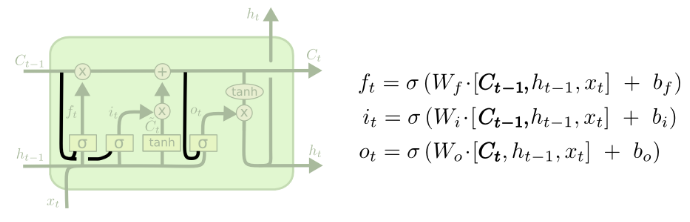 h_t
C_{t-1} C_t
× +
tanh
f_t i_t o_t × ×
C̃_t
σ σ tanh σ
h_{t-1} h_t
x_t
f_t = σ (W_f·[C_{t-1}, h_{t-1}, x_t] + b_f)
i_t = σ (W_i·[C_{t-1}, h_{t-1}, x_t] + b_i)
o_t = σ (W_o·[C_t, h_{t-1}, x_t] + b_o)